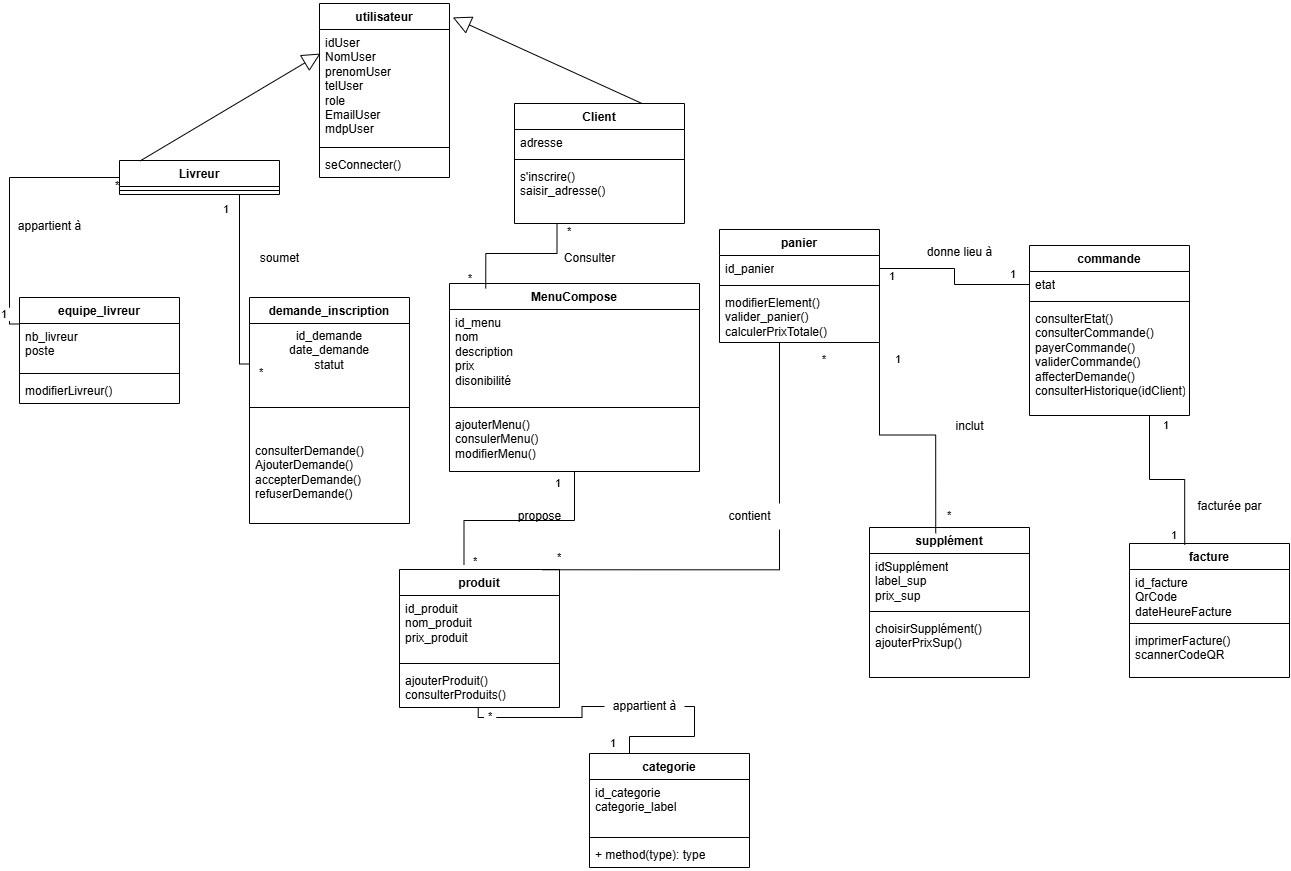 utilisateur
idUser
NomUser
prenomUser
telUser
role
EmailUser
mdpUser
seConnecter()
Client
adresse
s'inscrire()
saisir_adresse()
Livreur
*
1
appartient à
soumet
*
Consulter
*
panier
id_panier
modifierElement()
valider_panier()
calculerPrixTotale()
donne lieu à
1
1
commande
etat
consulterEtat()
consulterCommande()
payerCommande()
validerCommande()
affecterDemande()
consulterHistorique(idClient)
1
equipe_livreur
nb_livreur
poste
modifierLivreur()
demande_inscription
id_demande
date_demande
statut
*
consulterDemande()
AjouterDemande()
accepterDemande()
refuserDemande()
MenuCompose
id_menu
nom
description
prix
disonibilité
ajouterMenu()
consulerMenu()
modifierMenu()
*
1
inclut
1
1
propose
contient
facturée par
*
*
*
1
produit
id_produit
nom_produit
prix_produit
ajouterProduit()
consulterProduits()
supplément
idSupplément
label_sup
prix_sup
choisirSupplément()
ajouterPrixSup()
facture
id_facture
QrCode
dateHeureFacture
imprimerFacture()
scannerCodeQR
*
appartient à
1
categorie
id_categorie
categorie_label
+ method(type): type